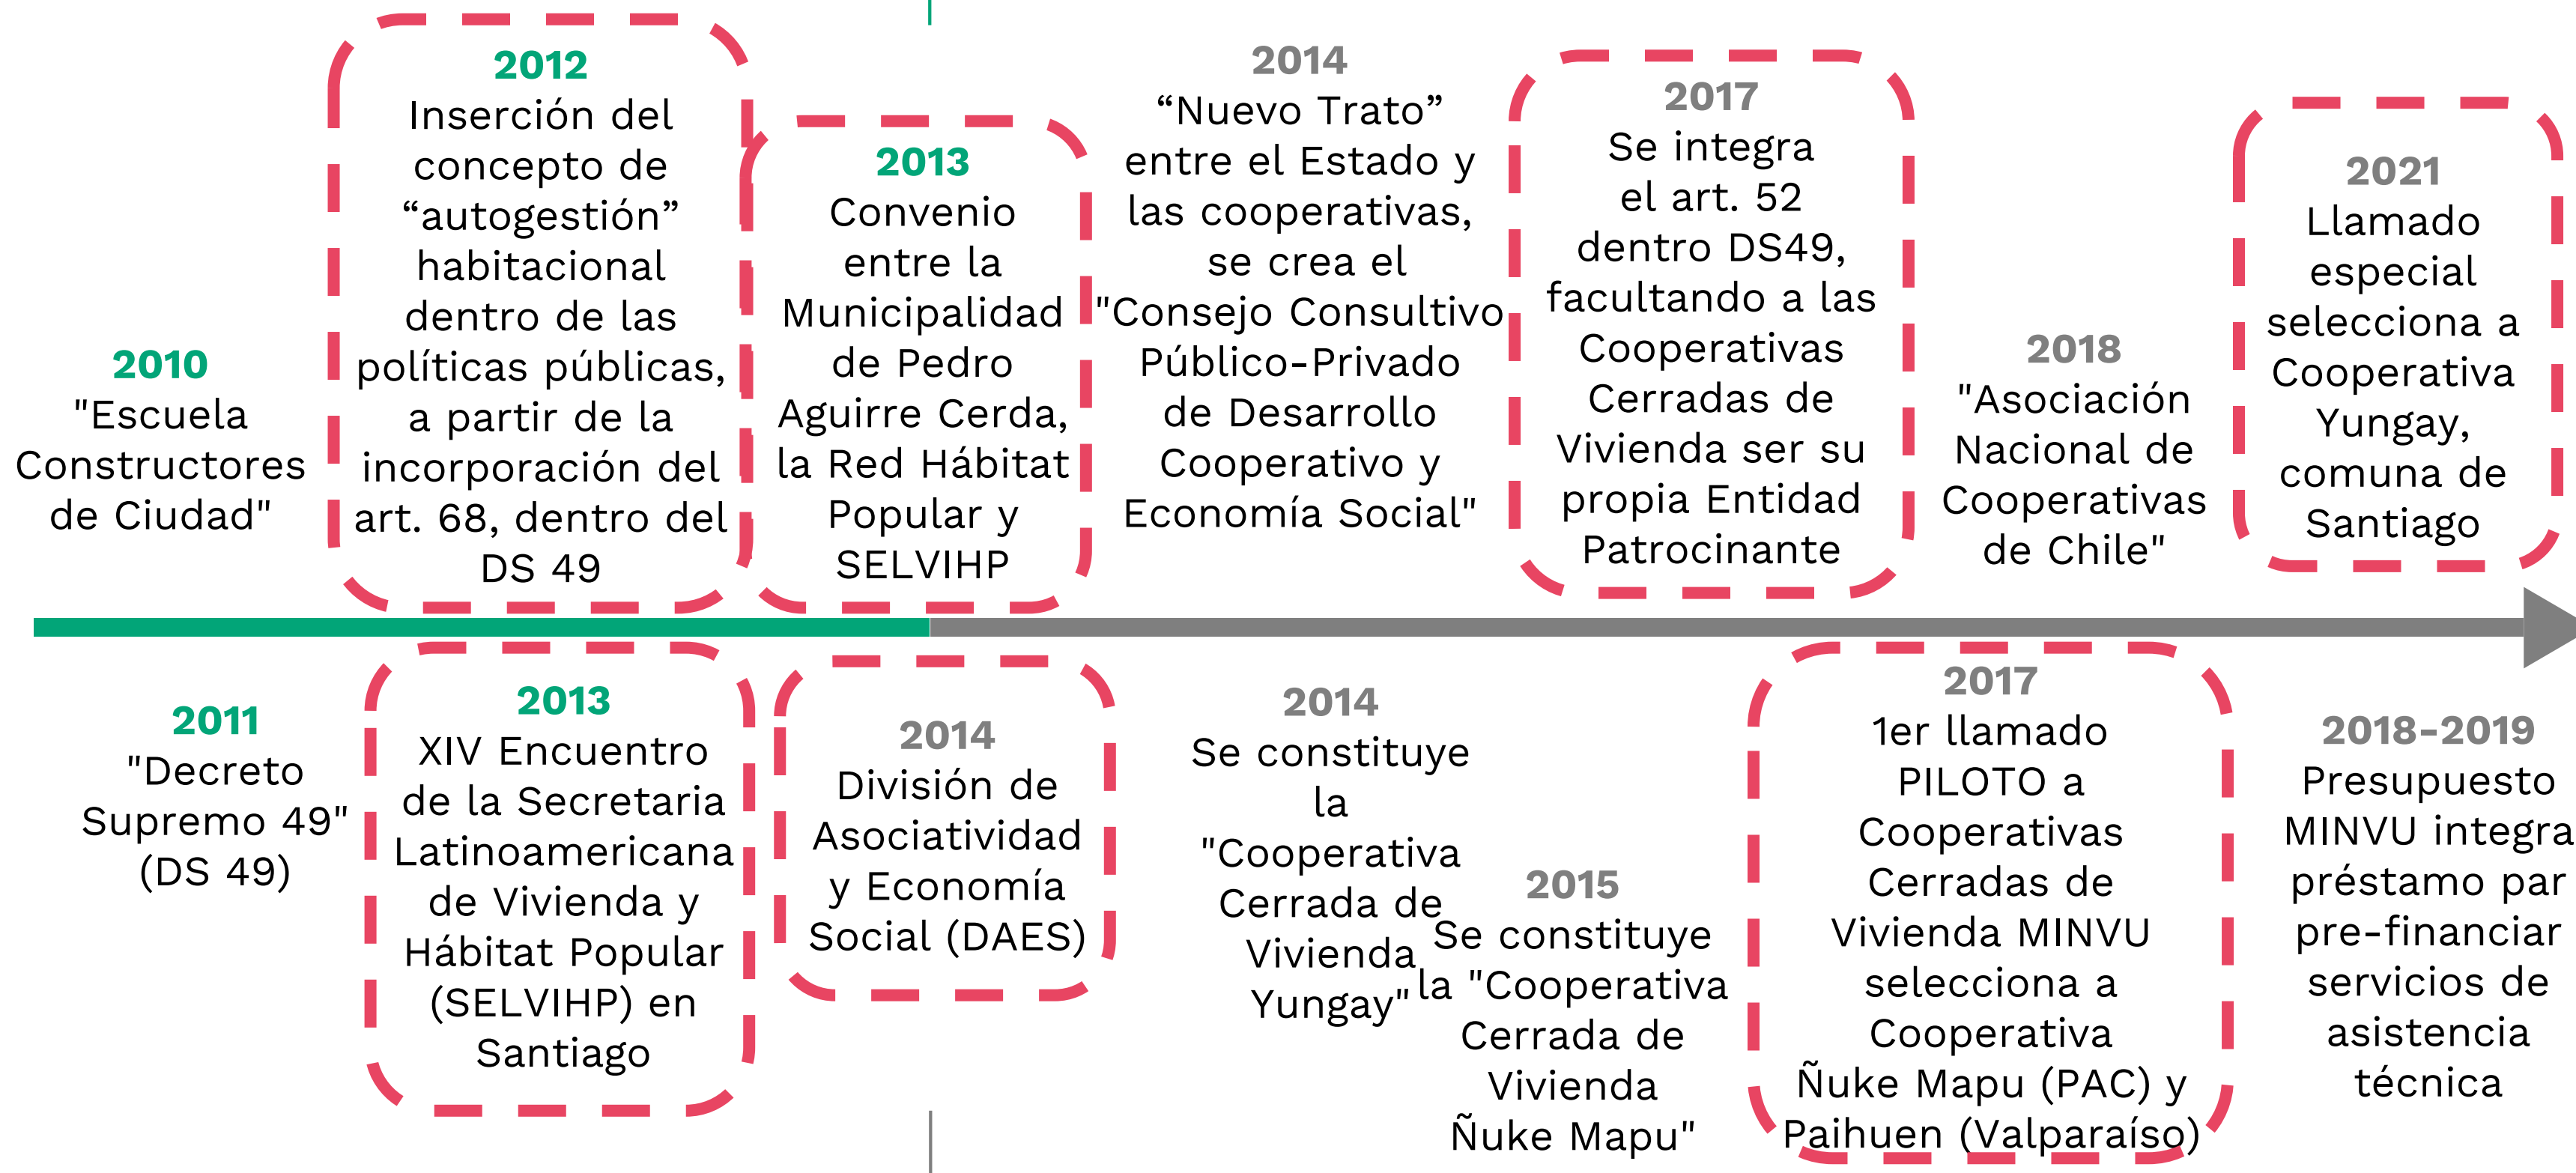 2010
"Escuela
Constructores
de Ciudad"
2012
Inserción del
concepto de
“autogestión”
habitacional
dentro de las
políticas públicas,
a partir de la
incorporación del
art. 68, dentro del
DS 49
2013
Convenio
entre la
Municipalidad
de Pedro
Aguirre Cerda,
la Red Hábitat
Popular y
SELVIHP
2014
“Nuevo Trato”
entre el Estado y
las cooperativas,
se crea el
"Consejo Consultivo
Público-Privado
de Desarrollo
Cooperativo y
Economía Social"
2017
Se integra
el art. 52
dentro DS49,
facultando a las
Cooperativas
Cerradas de
Vivienda ser su
propia Entidad
Patrocinante
2018
"Asociación
Nacional de
Cooperativas
de Chile"
2021
Llamado
especial
selecciona a
Cooperativa
Yungay,
comuna de
Santiago
2011
"Decreto
Supremo 49"
(DS 49)
2013
XIV Encuentro
de la Secretaria
Latinoamericana
de Vivienda y
Hábitat Popular
(SELVIHP) en
Santiago
2014
División de
Asociatividad
y Economía
Social (DAES)
2014
Se constituye
la
"Cooperativa
Cerrada de
Vivienda
Yungay"
2015
Se constituye
la "Cooperativa
Cerrada de
Vivienda
Ñuke Mapu"
2017
1er llamado
PILOTO a
Cooperativas
Cerradas de
Vivienda MINVU
selecciona a
Cooperativa
Ñuke Mapu (PAC) y
Paihuen (Valparaíso)
2018-2019
Presupuesto
MINVU integra
préstamo par
pre-financiar
servicios de
asistencia
técnica